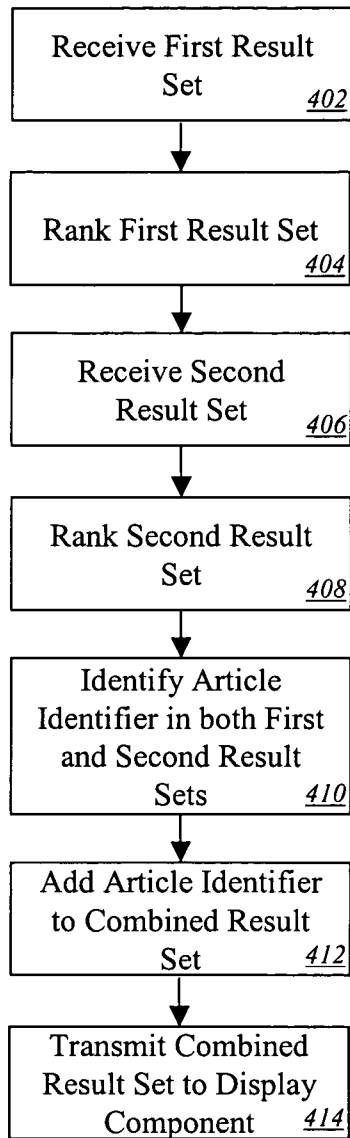 Receive First Result
Set
402
Rank First Result Set
404
Receive Second
Result Set
406
Rank Second Result
Set
408
Identify Article
Identifier in both First
and Second Result
Sets
410
Add Article Identifier
to Combined Result
Set
412
Transmit Combined
Result Set to Display
Component
414